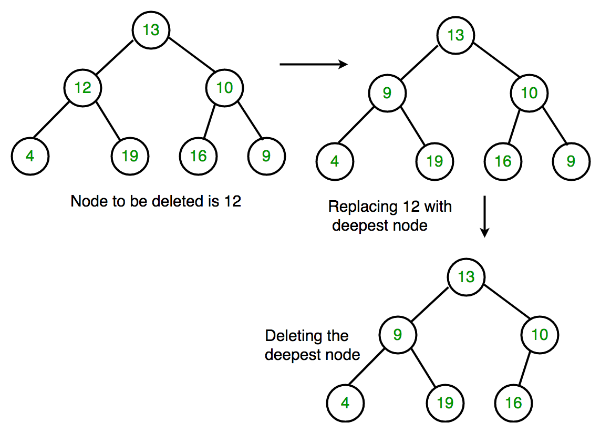 13
12 10
4 19 16 9
Node to be deleted is 12
13
9 10
4 19 16 9
Replacing 12 with
deepest node
13
9 10
4 19 16
Deleting the
deepest node